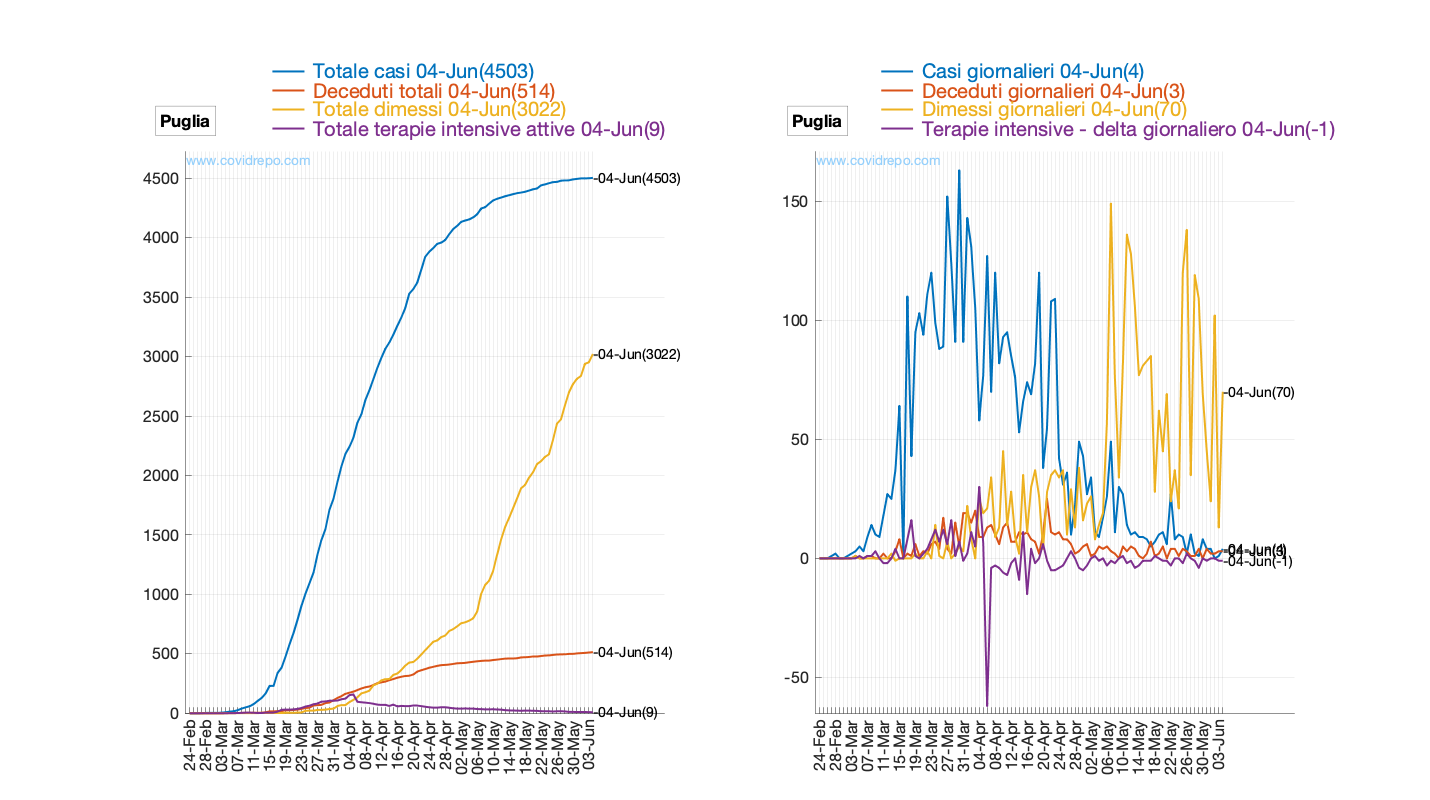 Totale casi 04-Jun(4503)
Deceduti totali 04-Jun(514)
Totale dimessi 04-Jun(3022)
Totale terapie intensive attive 04-Jun(9)
Puglia
www.covidrepo.com
4500
4000
3500
3000
2500
2000
1500
1000
500
0
-04-Jun(4503)
-04-Jun(3022)
-04-Jun(514)
-04-Jun(9)
24-Feb
28-Feb
03-Mar
07-Mar
11-Mar
15-Mar
19-Mar
23-Mar
27-Mar
31-Mar
04-Apr
08-Apr
12-Apr
16-Apr
20-Apr
24-Apr
28-Apr
02-May
06-May
10-May
14-May
18-May
22-May
26-May
30-May
03-Jun
Casi giornalieri 04-Jun(4)
Deceduti giornalieri 04-Jun(3)
Dimessi giornalieri 04-Jun(70)
Terapie intensive - delta giornaliero 04-Jun(-1)
Puglia
www.covidrepo.com
150
100
50
0
-50
-04-Jun(70)
-04-Jun(4)
-04-Jun(3)
-04-Jun(-1)
24-Feb
28-Feb
03-Mar
07-Mar
11-Mar
15-Mar
19-Mar
23-Mar
27-Mar
31-Mar
04-Apr
08-Apr
12-Apr
16-Apr
20-Apr
24-Apr
28-Apr
02-May
06-May
10-May
14-May
18-May
22-May
26-May
30-May
03-Jun